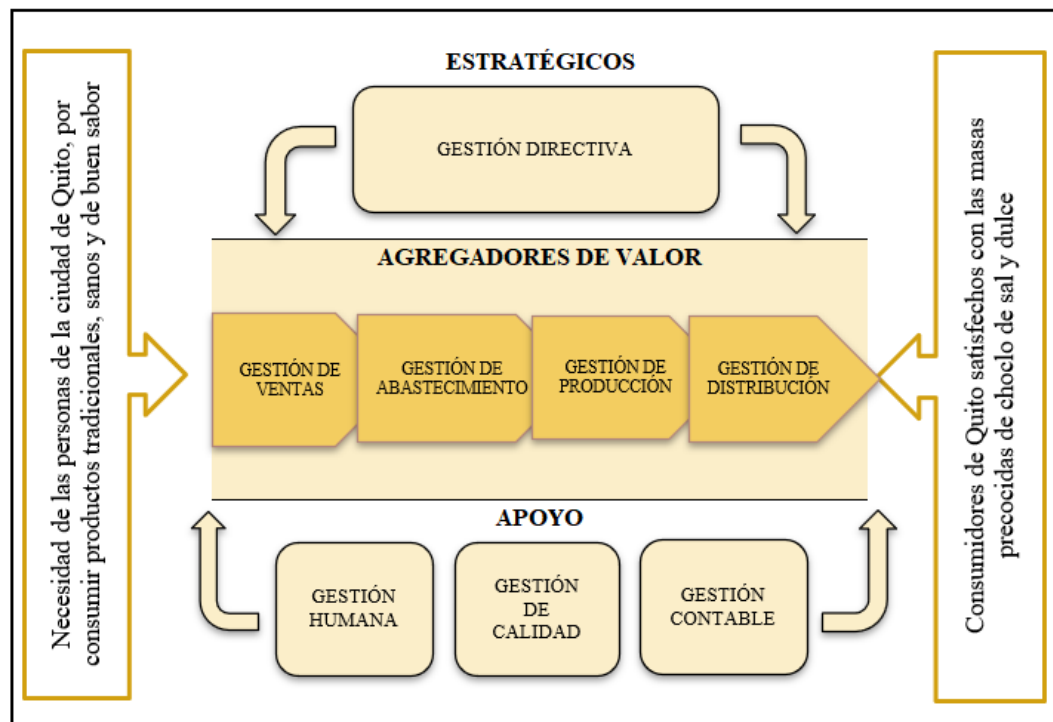 Necesidad de las personas de la ciudad de Quito, por
consumir productos tradicionales, sanos y de buen sabor
ESTRATÉGICOS
GESTIÓN DIRECTIVA
AGREGADORES DE VALOR
GESTIÓN DE
VENTAS
GESTIÓN DE
ABASTECIMIENTO
GESTIÓN DE
PRODUCCIÓN
GESTIÓN DE
DISTRIBUCIÓN
APOYO
GESTIÓN
HUMANA
GESTIÓN
DE
CALIDAD
GESTIÓN
CONTABLE
Consumidores de Quito satisfechos con las masas
precocidas de choclo de sal y dulce